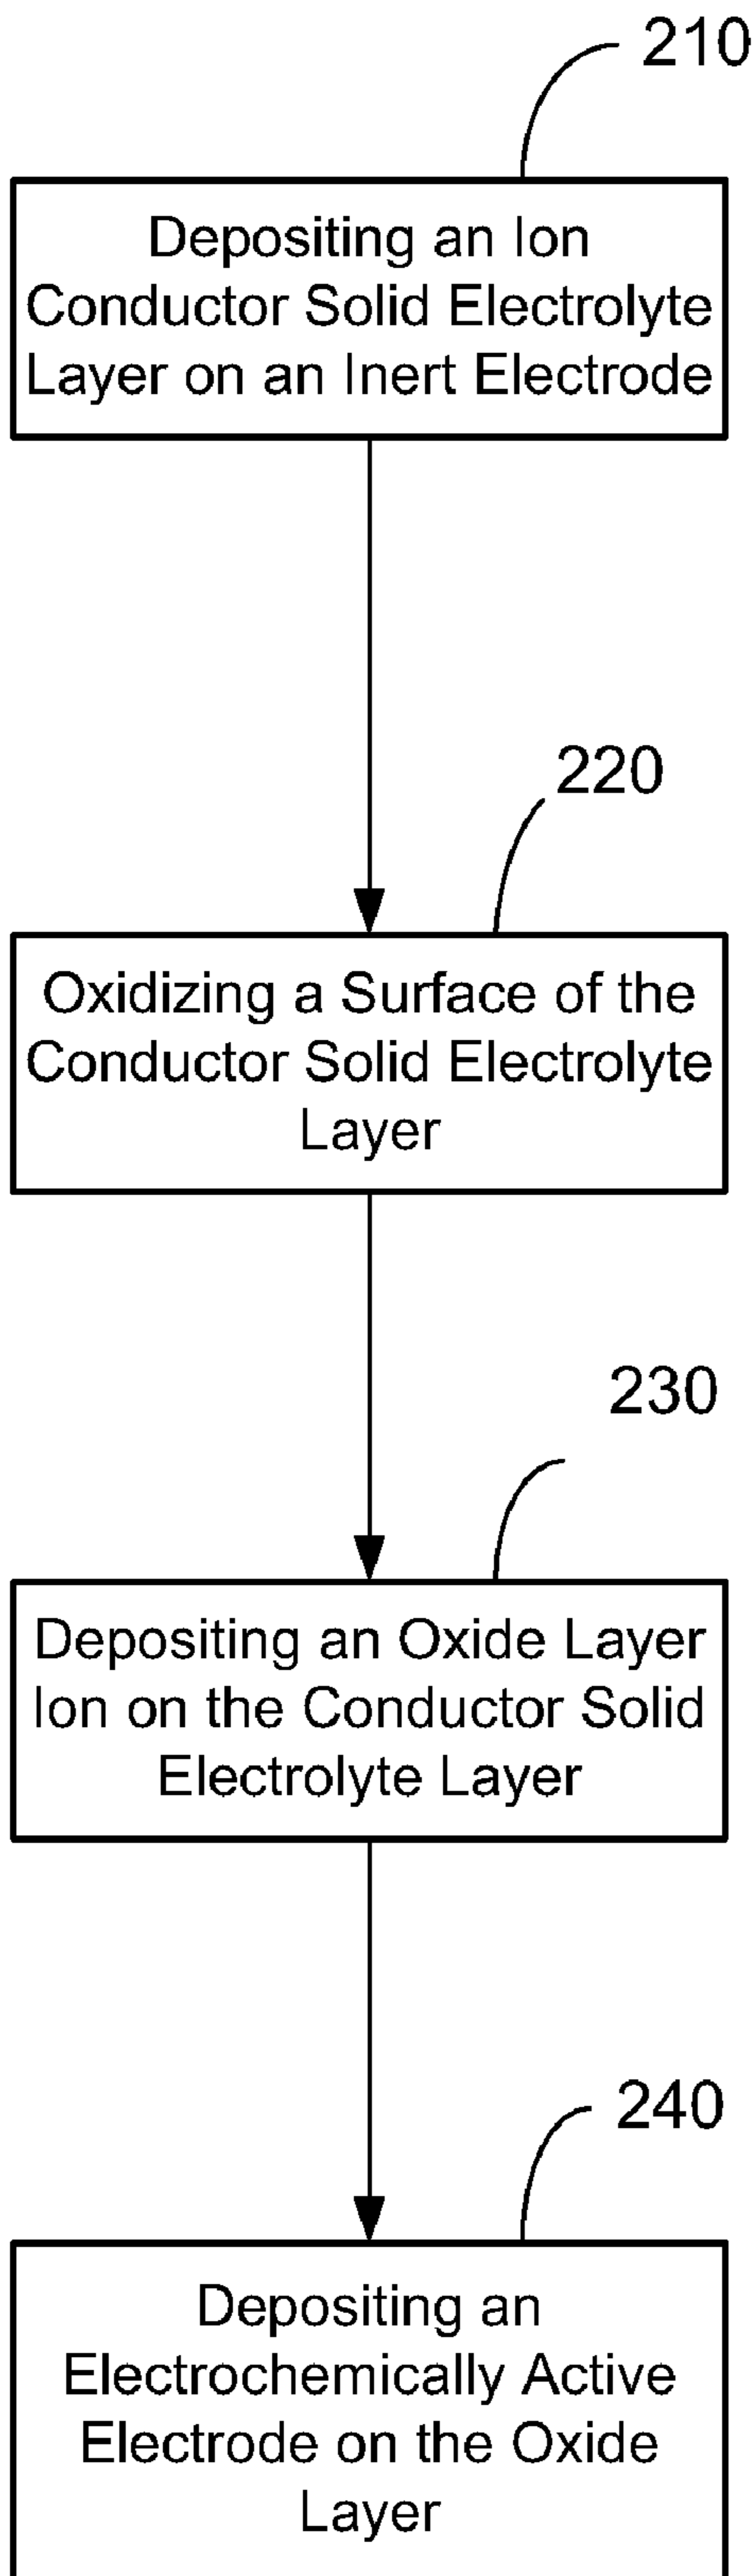 210
Depositing an Ion
Conductor Solid Electrolyte
Layer on an Inert Electrode
220
Oxidizing a Surface of the
Conductor Solid Electrolyte
Layer
230
Depositing an Oxide Layer
Ion on the Conductor Solid
Electrolyte Layer
240
Depositing an
Electrochemically Active
Electrode on the Oxide
Layer